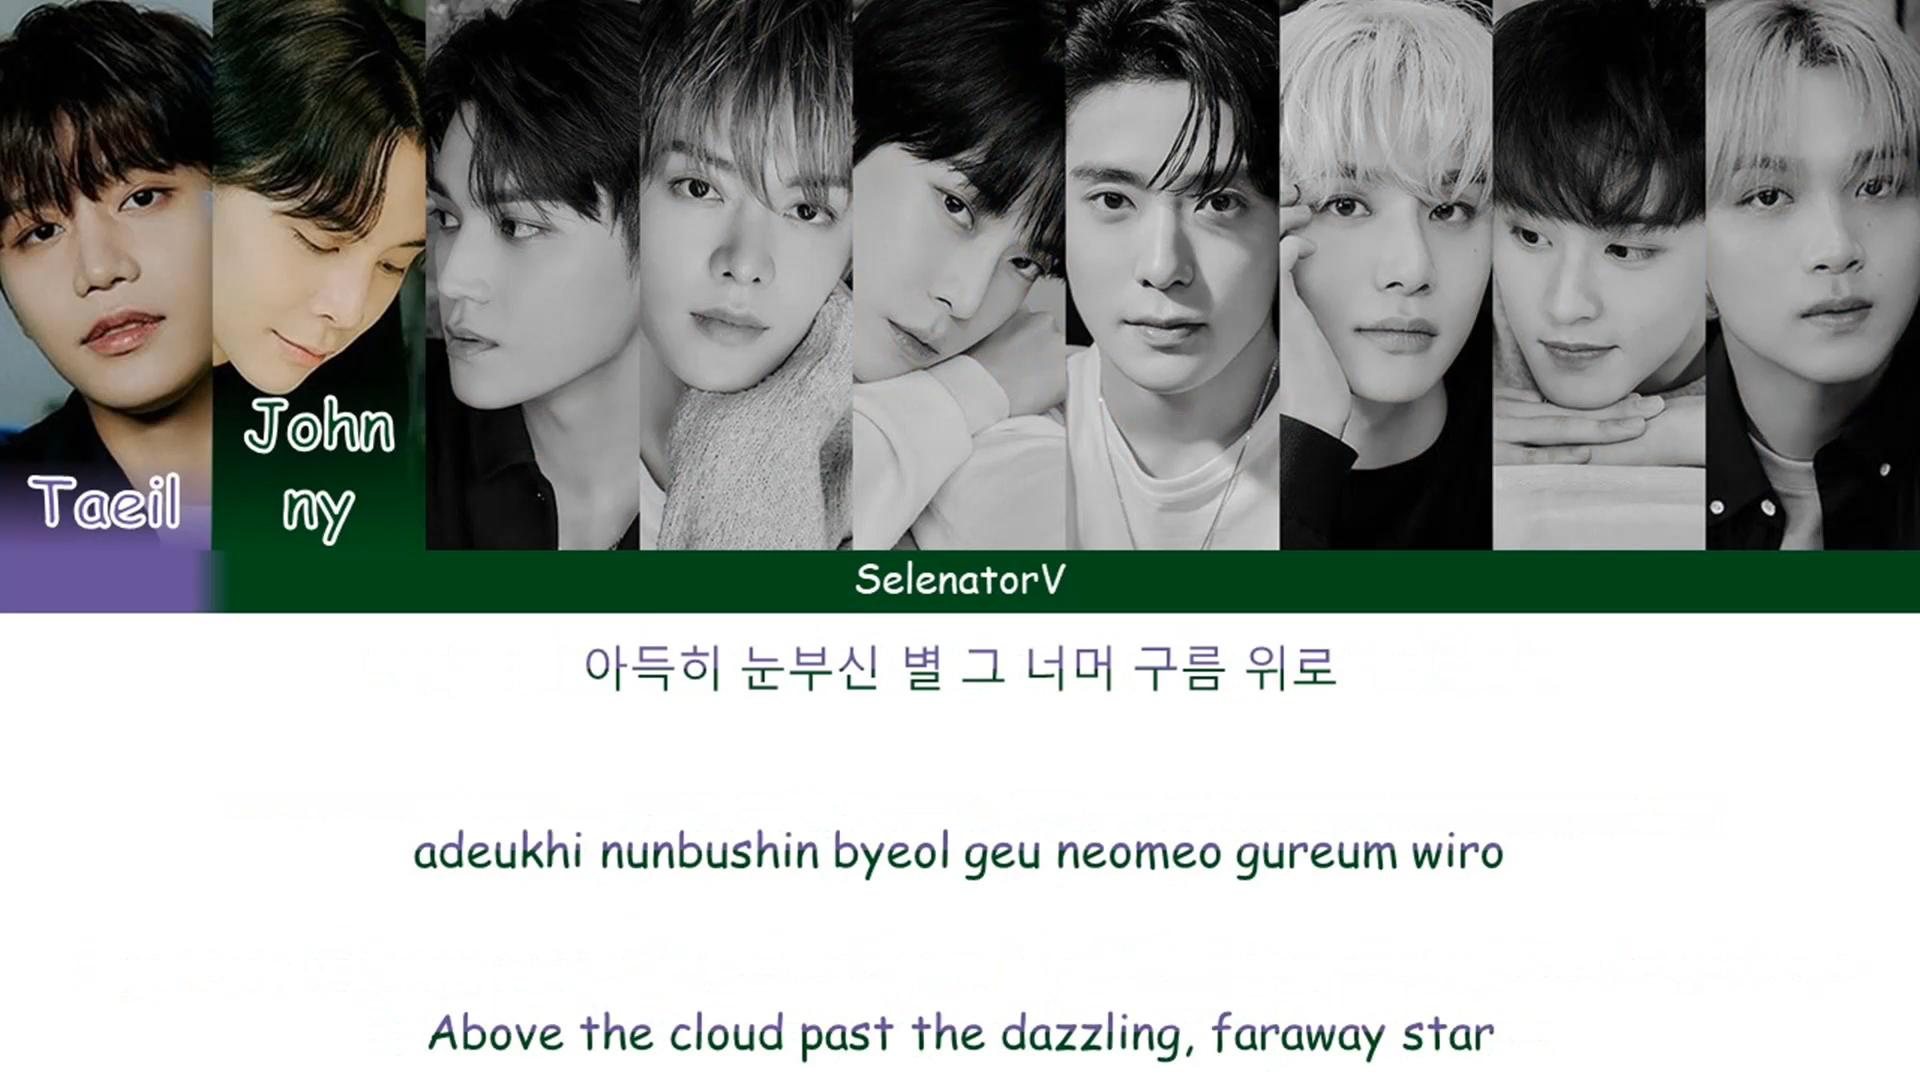 Taeil
John
ny
SelenatorV
아득히 눈부신 별 그 너머 구름 위로
adeukhi nunbushin byeol geu neomeo gureum wiro
Above the cloud past the dazzling, faraway star